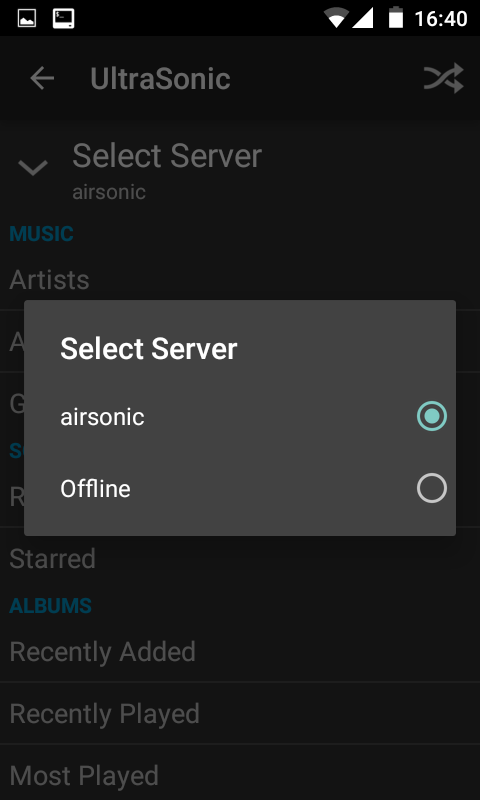 16:40
UltraSonic
Select Server
airsonic
MUSIC
Artists
A
Select Server
airsonic
Offline
G
S
R
Starred
ALBUMS
Recently Added
Recently Played
Most Played